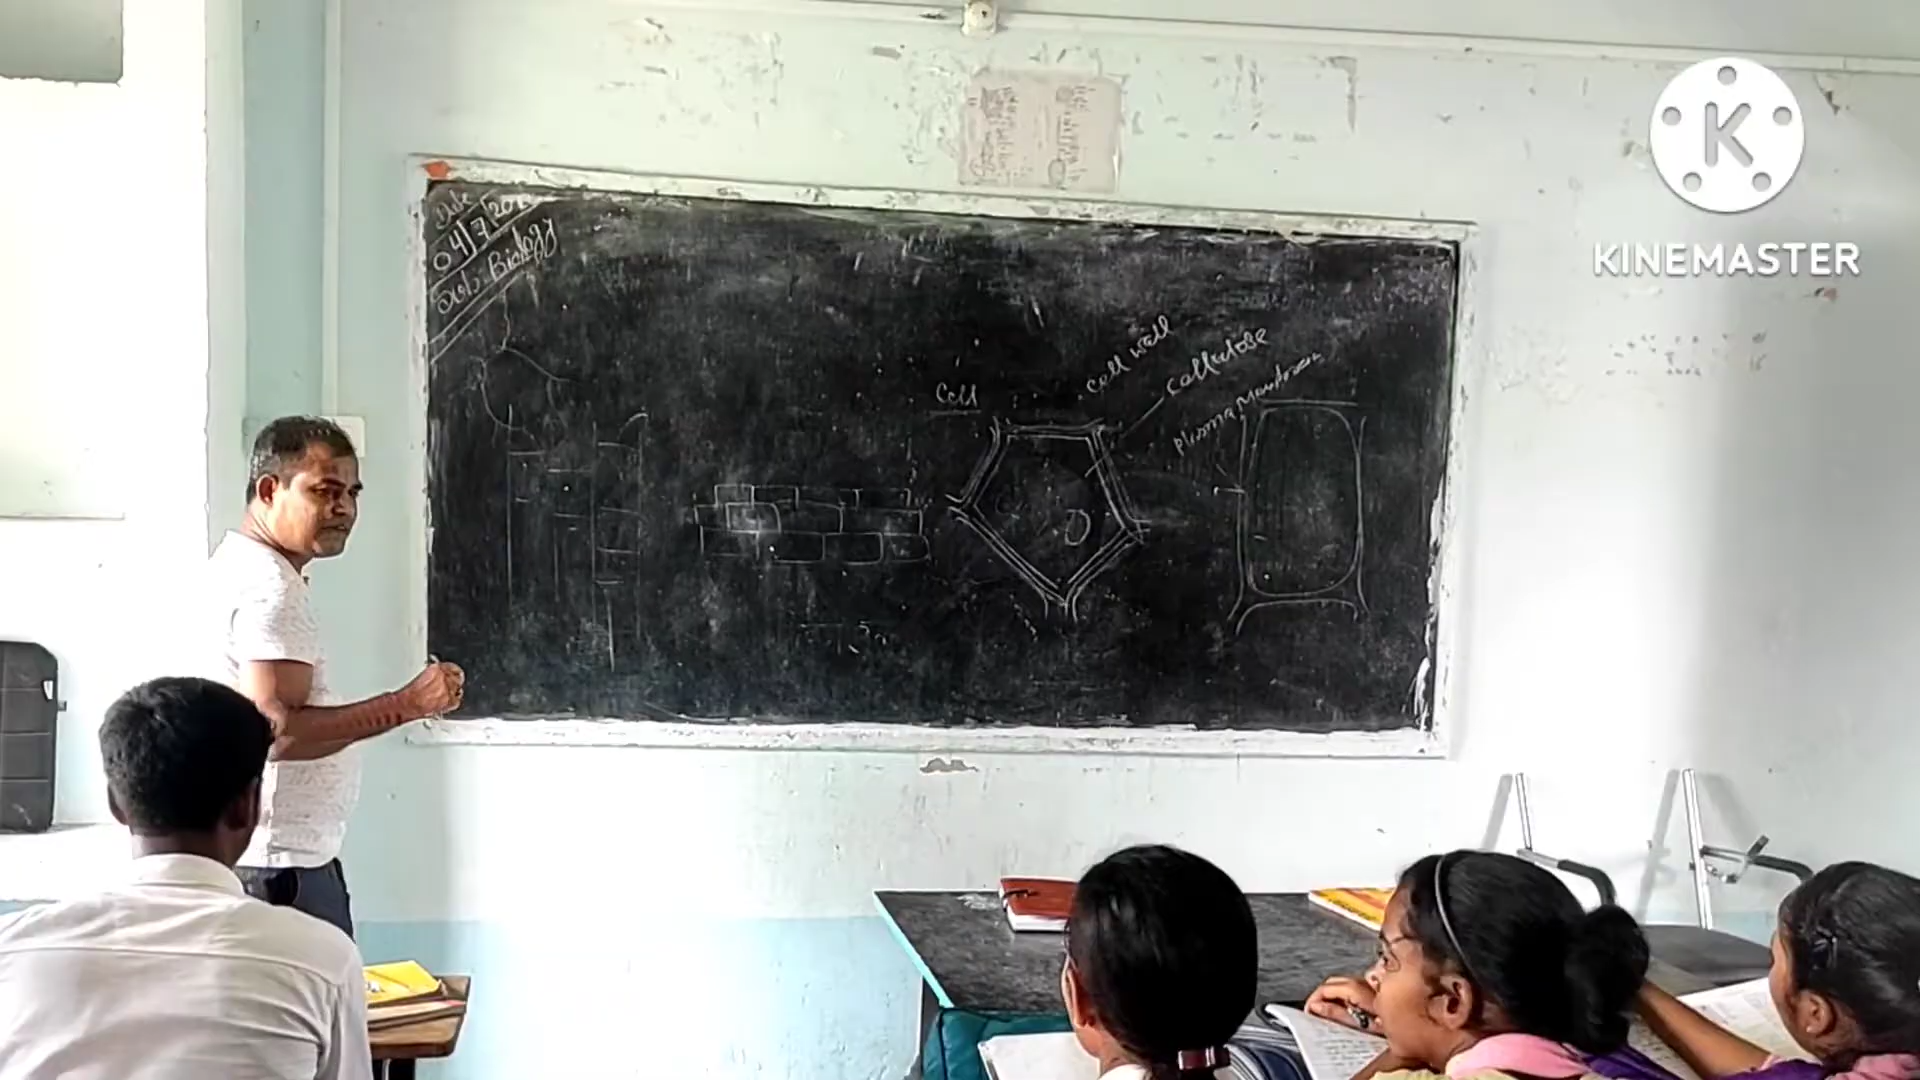 Date
04/7/20
Sub:- Biology
Cell
cell wall
cellulose
plasma membrane
KINEMASTER